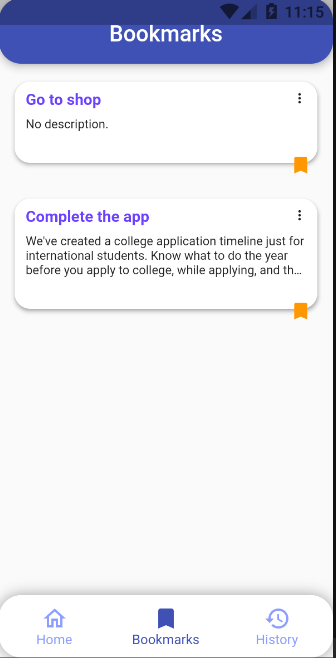 11:15
Bookmarks
Go to shop
No description.
Complete the app
We've created a college application timeline just for
international students. Know what to do the year
before you apply to college, while applying, and th...
Home
Bookmarks
History